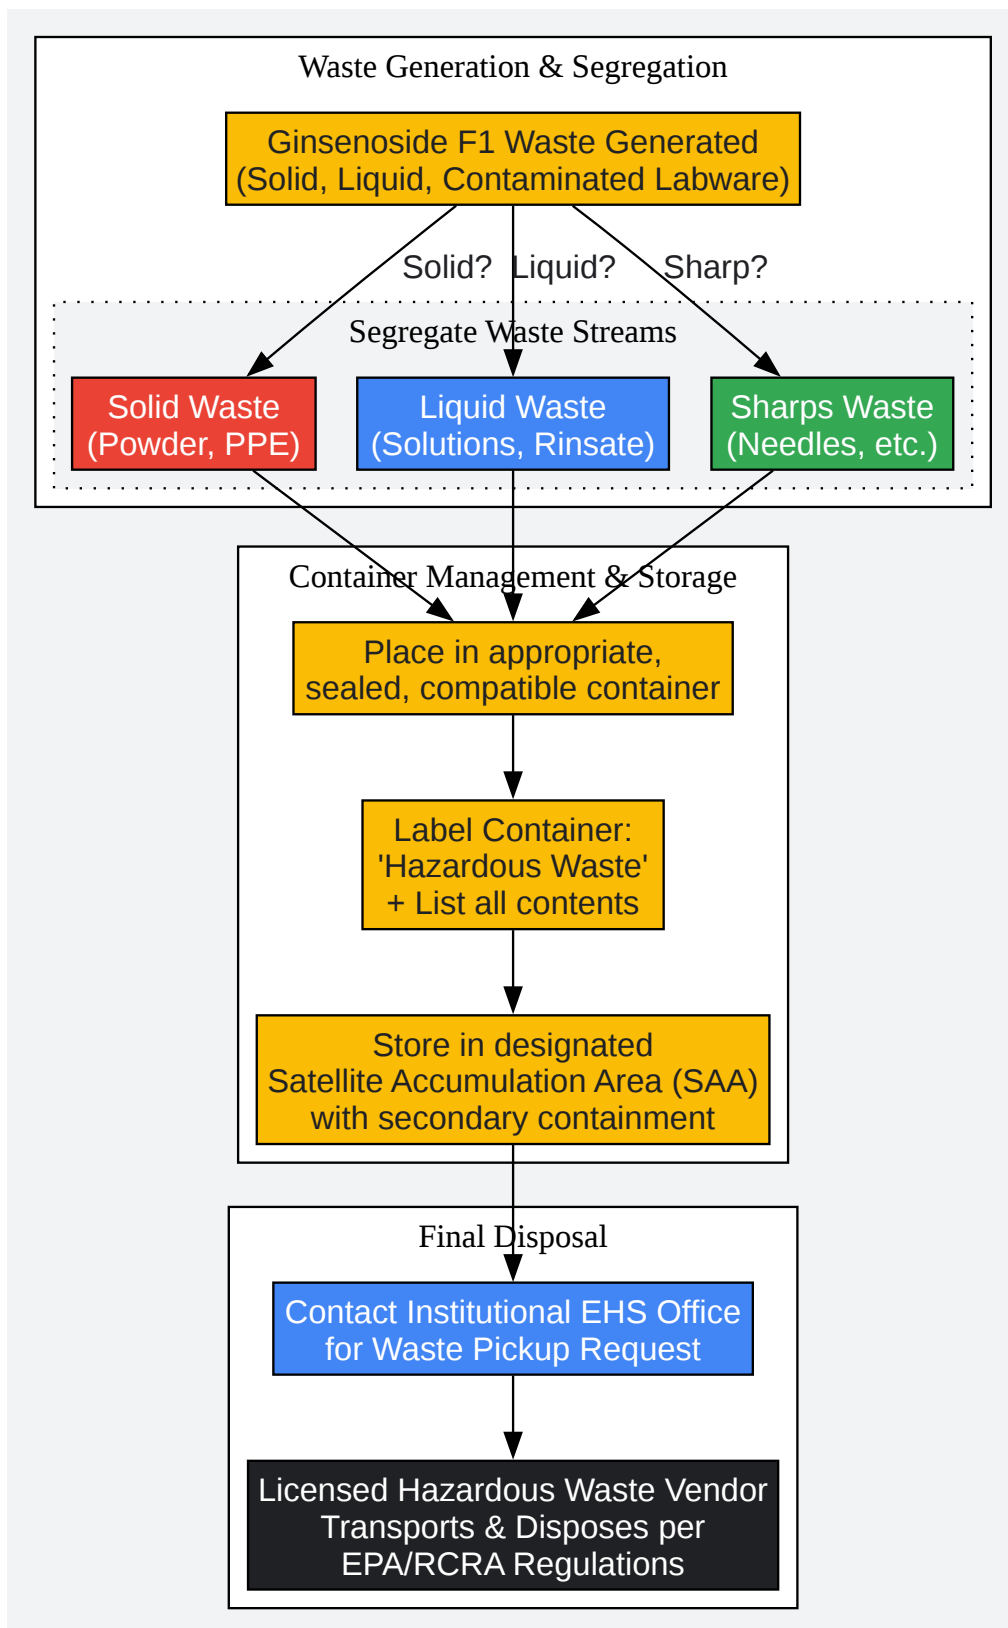 Waste Generation & Segregation
Ginsenoside F1 Waste Generated
(Solid, Liquid, Contaminated Labware)
Solid?
Liquid?
Sharp?
Segregate Waste Streams
Solid Waste
(Powder, PPE)
Liquid Waste
(Solutions, Rinsate)
Sharps Waste
(Needles, etc.)
Container Management & Storage
Place in appropriate,
sealed, compatible container
Label Container:
'Hazardous Waste'
+ List all contents
Store in designated
Satellite Accumulation Area (SAA)
with secondary containment
Final Disposal
Contact Institutional EHS Office
for Waste Pickup Request
Licensed Hazardous Waste Vendor
Transports & Disposes per
EPA/RCRA Regulations